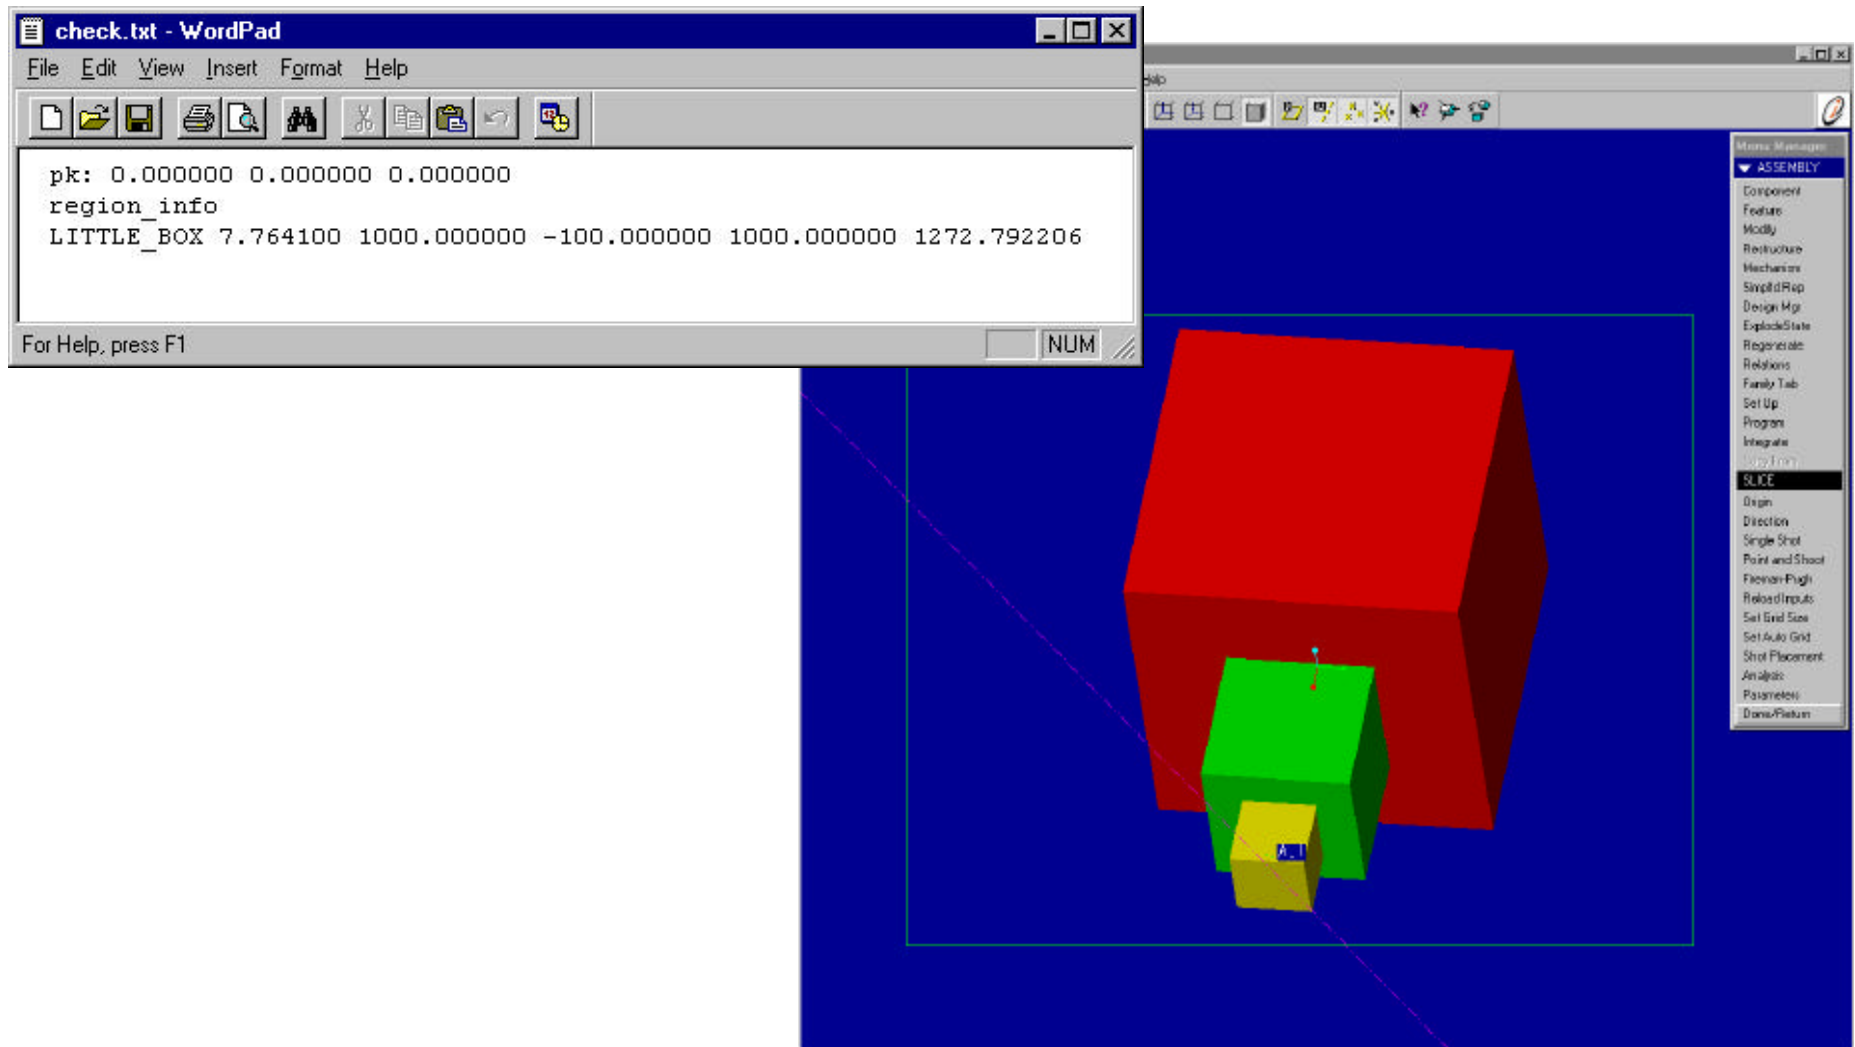 check.txt - WordPad
File Edit View Insert Format Help
pk: 0.000000 0.000000 0.000000
region_info
LITTLE_BOX 7.764100 1000.000000 -100.000000 1000.000000 1272.792206
For Help, press F1
NUM
Help
Menu Manager
ASSEMBLY
Component
Feature
Modify
Restructure
Mechanism
Simplfd Rep
Design Mgr
ExplodeState
Regenerate
Relations
Family Tab
Set Up
Program
Integrate
SLICE
Origin
Direction
Single Shot
Point and Shoot
Fireman-Pugh
Reload Inputs
Set Grid Size
Set Auto Grid
Shot Placement
Analysis
Parameters
Done/Return
A_1